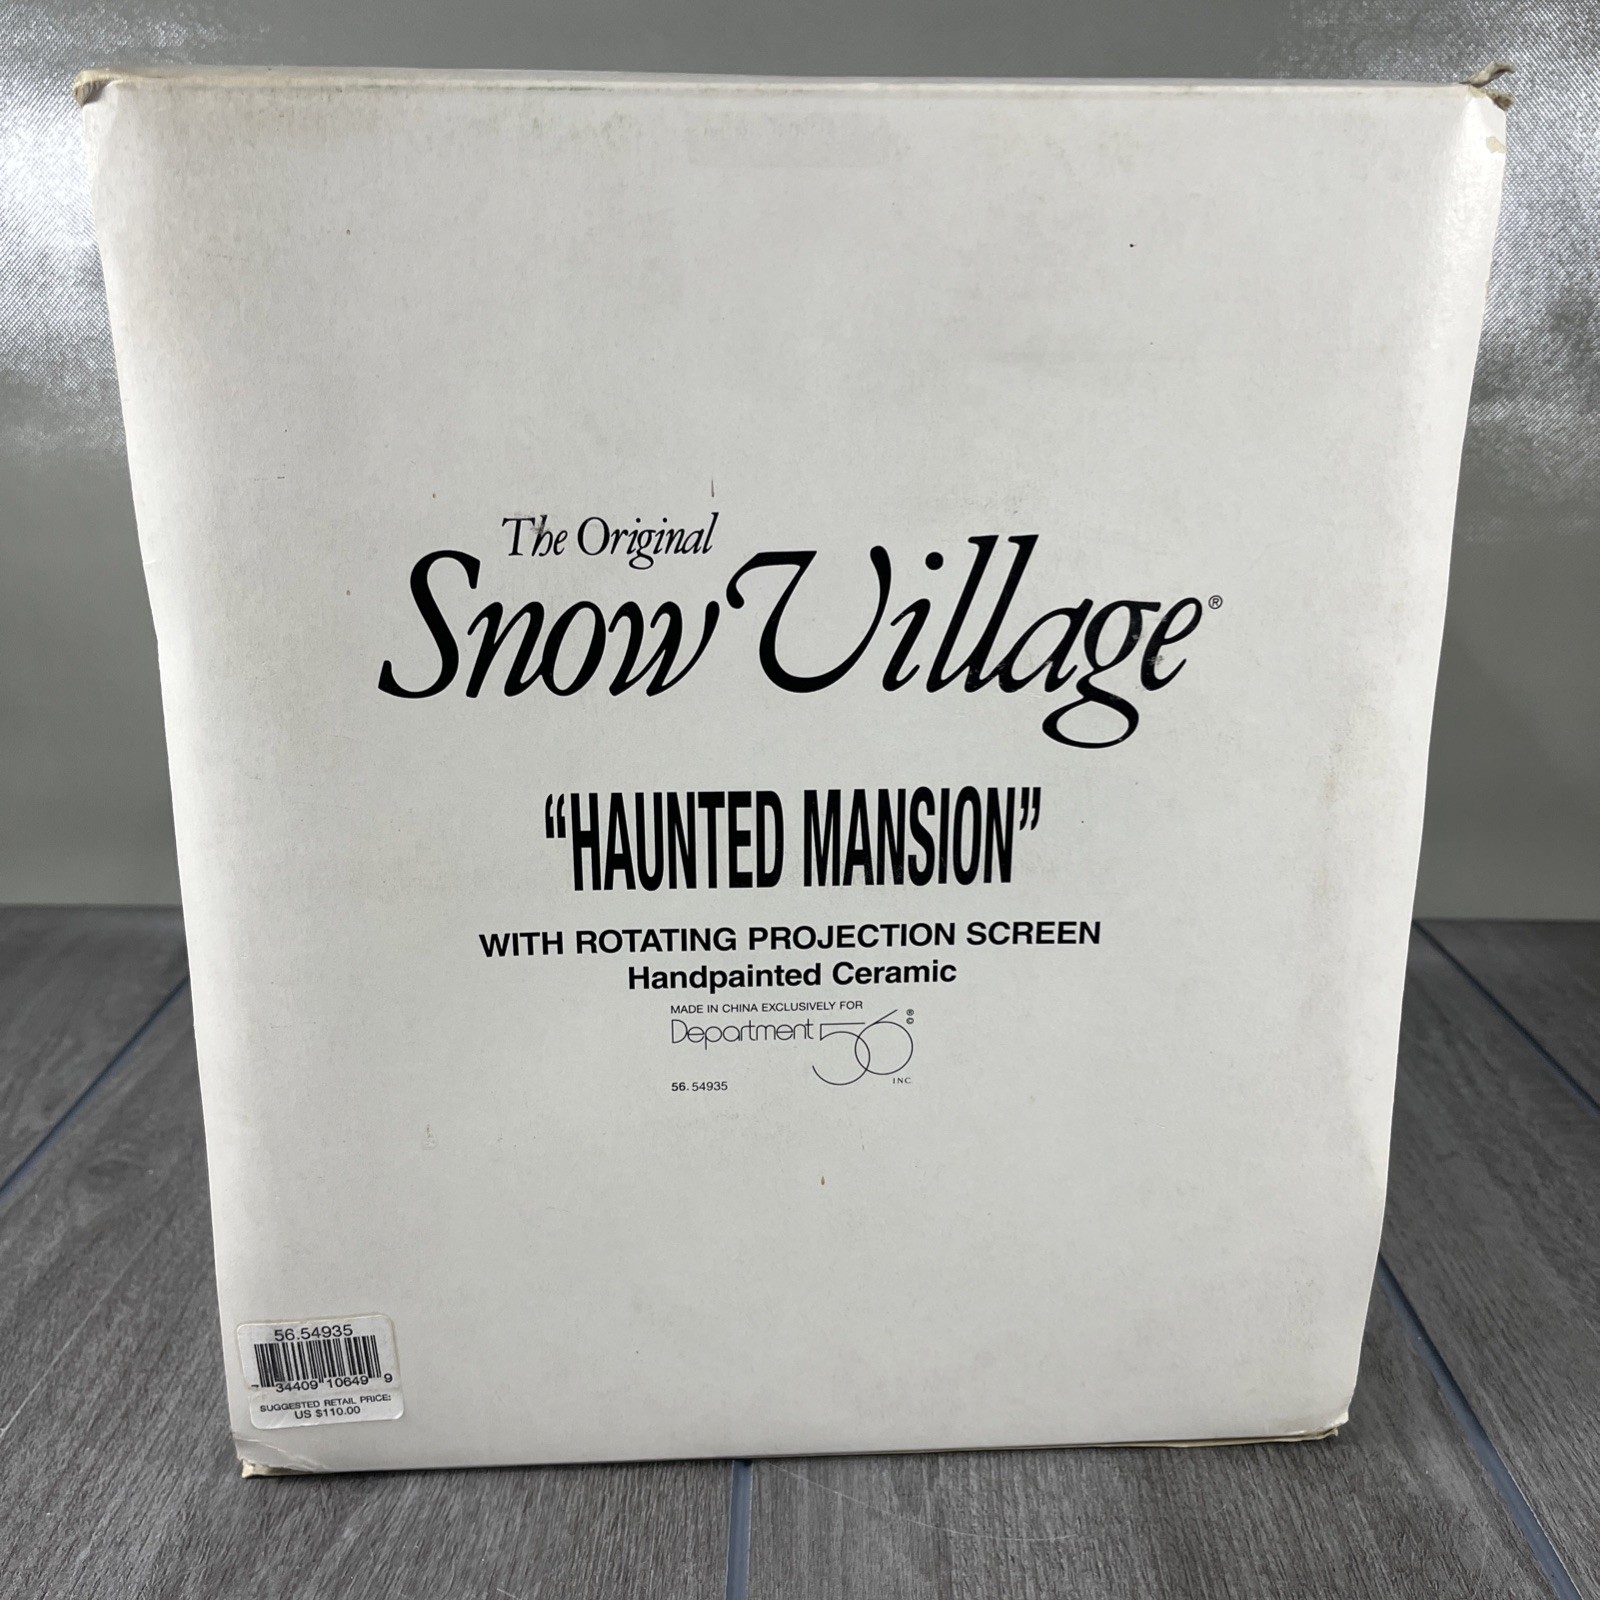 The Original
Snow Village®
"HAUNTED MANSION"
WITH ROTATING PROJECTION SCREEN
Handpainted Ceramic
MADE IN CHINA EXCLUSIVELY FOR
Department 56 ® ©
INC.
56.54935
56.54935
34409 10649 9
SUGGESTED RETAIL PRICE:
US $110.00